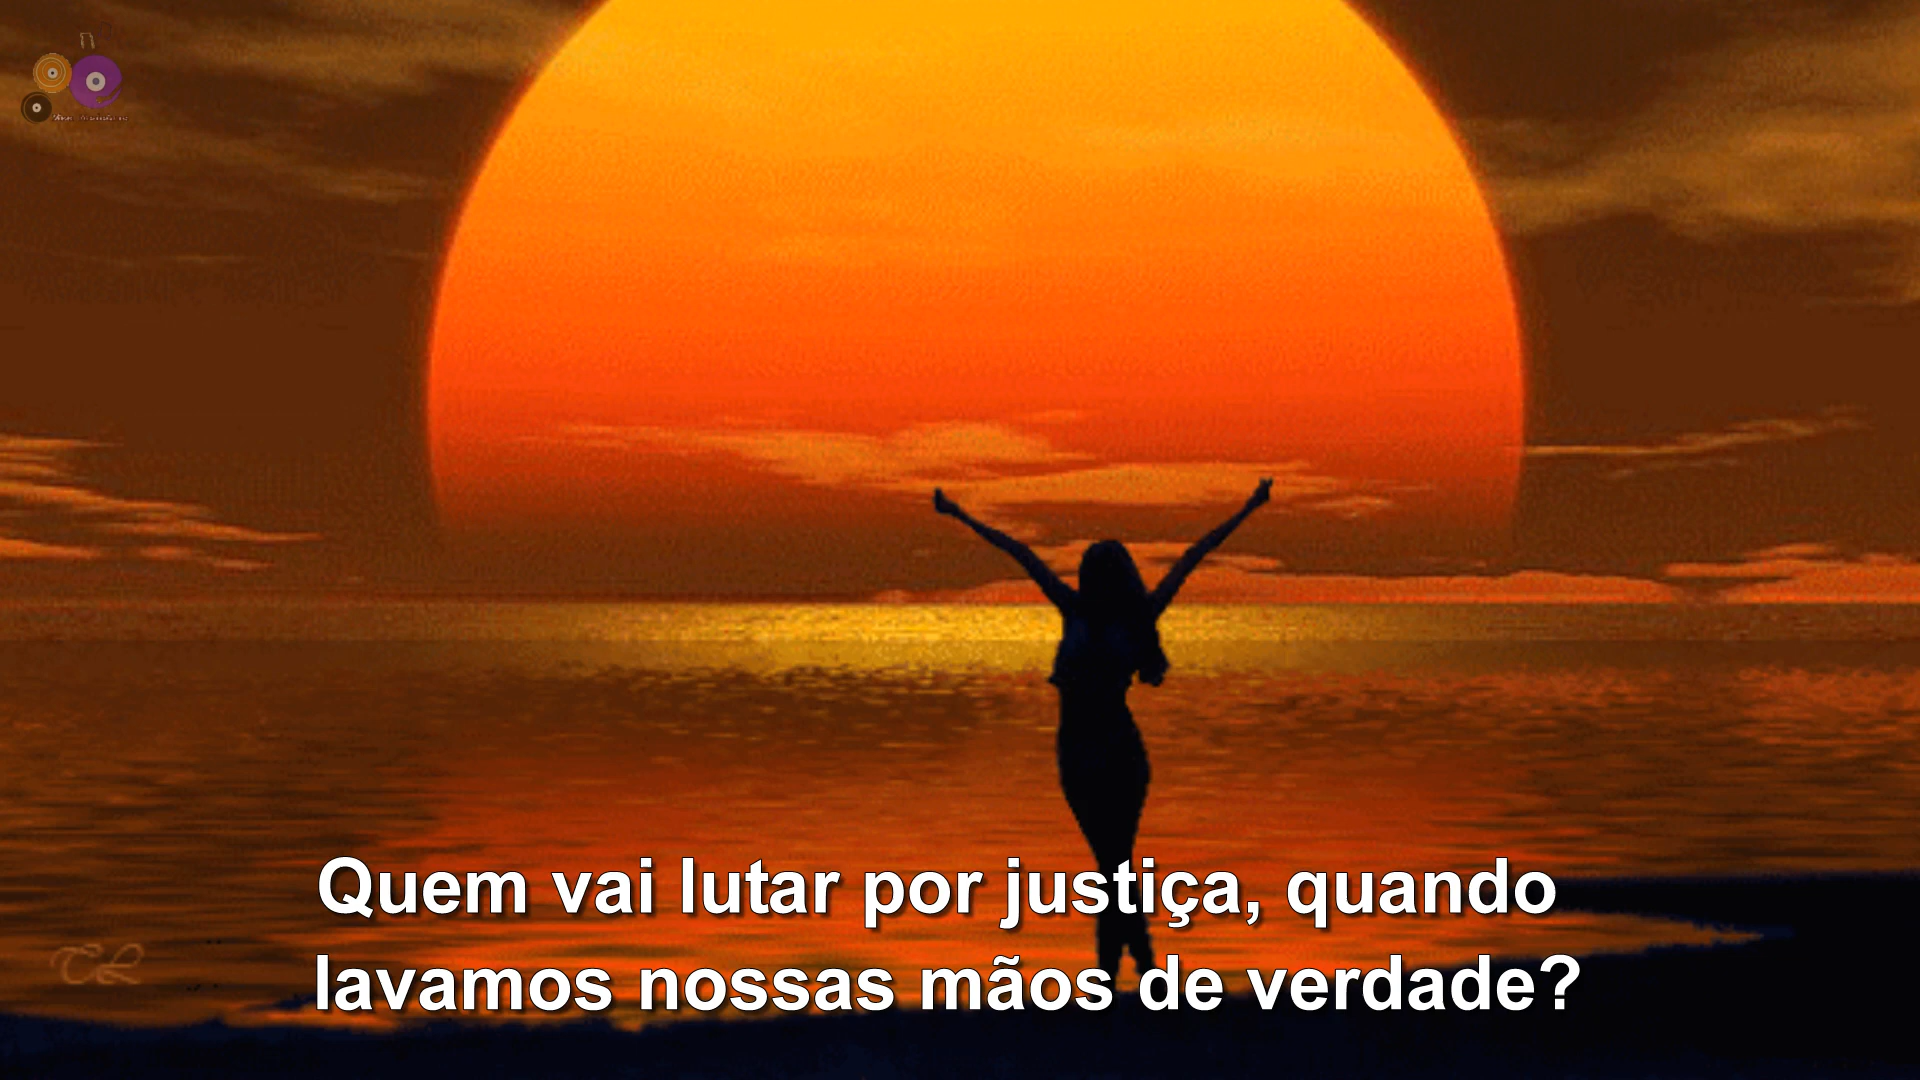 Quem vai lutar por justiça, quando
lavamos nossas mãos de verdade?